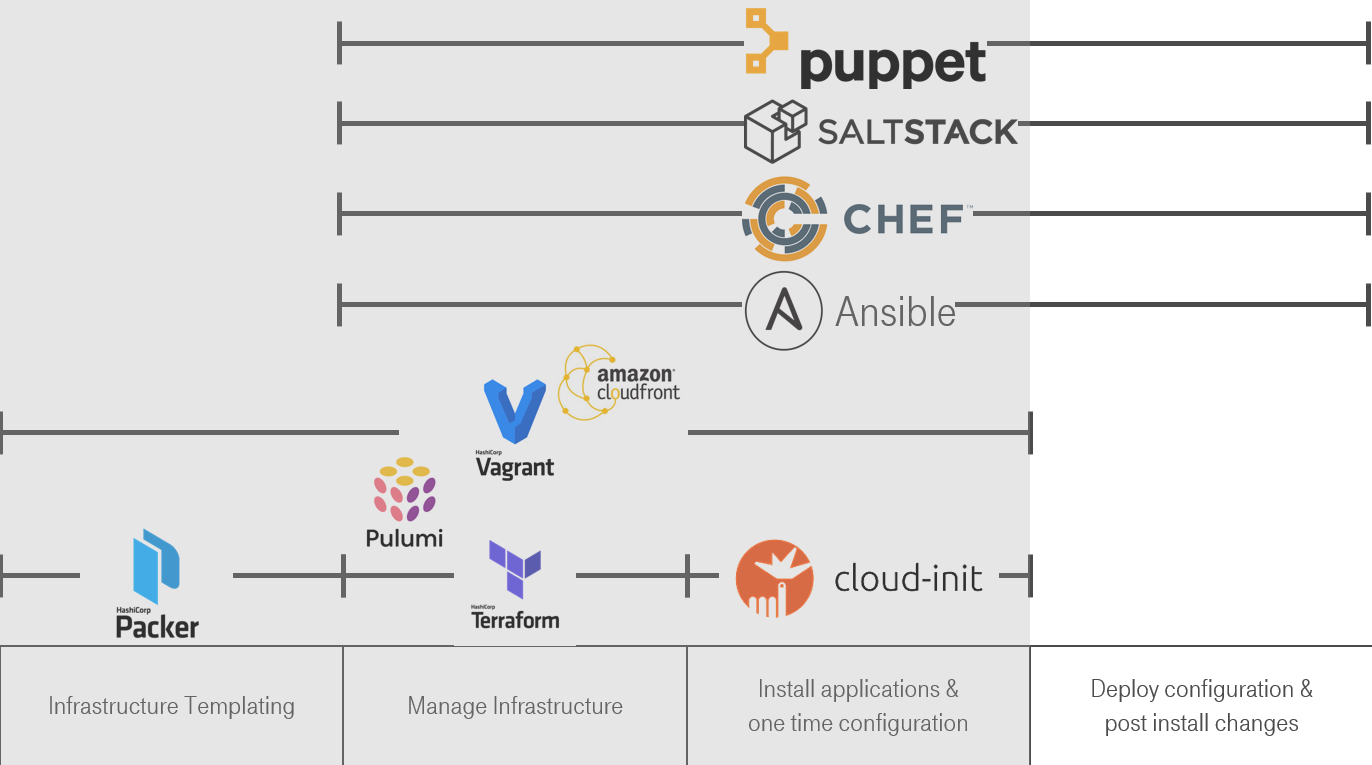 puppet
SALTSTACK
CHEF™
Ansible
amazon
cloudfront
HashiCorp
Vagrant
Pulumi
HashiCorp
Packer
HashiCorp
Terraform
cloud-init
Infrastructure Templating
Manage Infrastructure
Install applications &
one time configuration
Deploy configuration &
post install changes